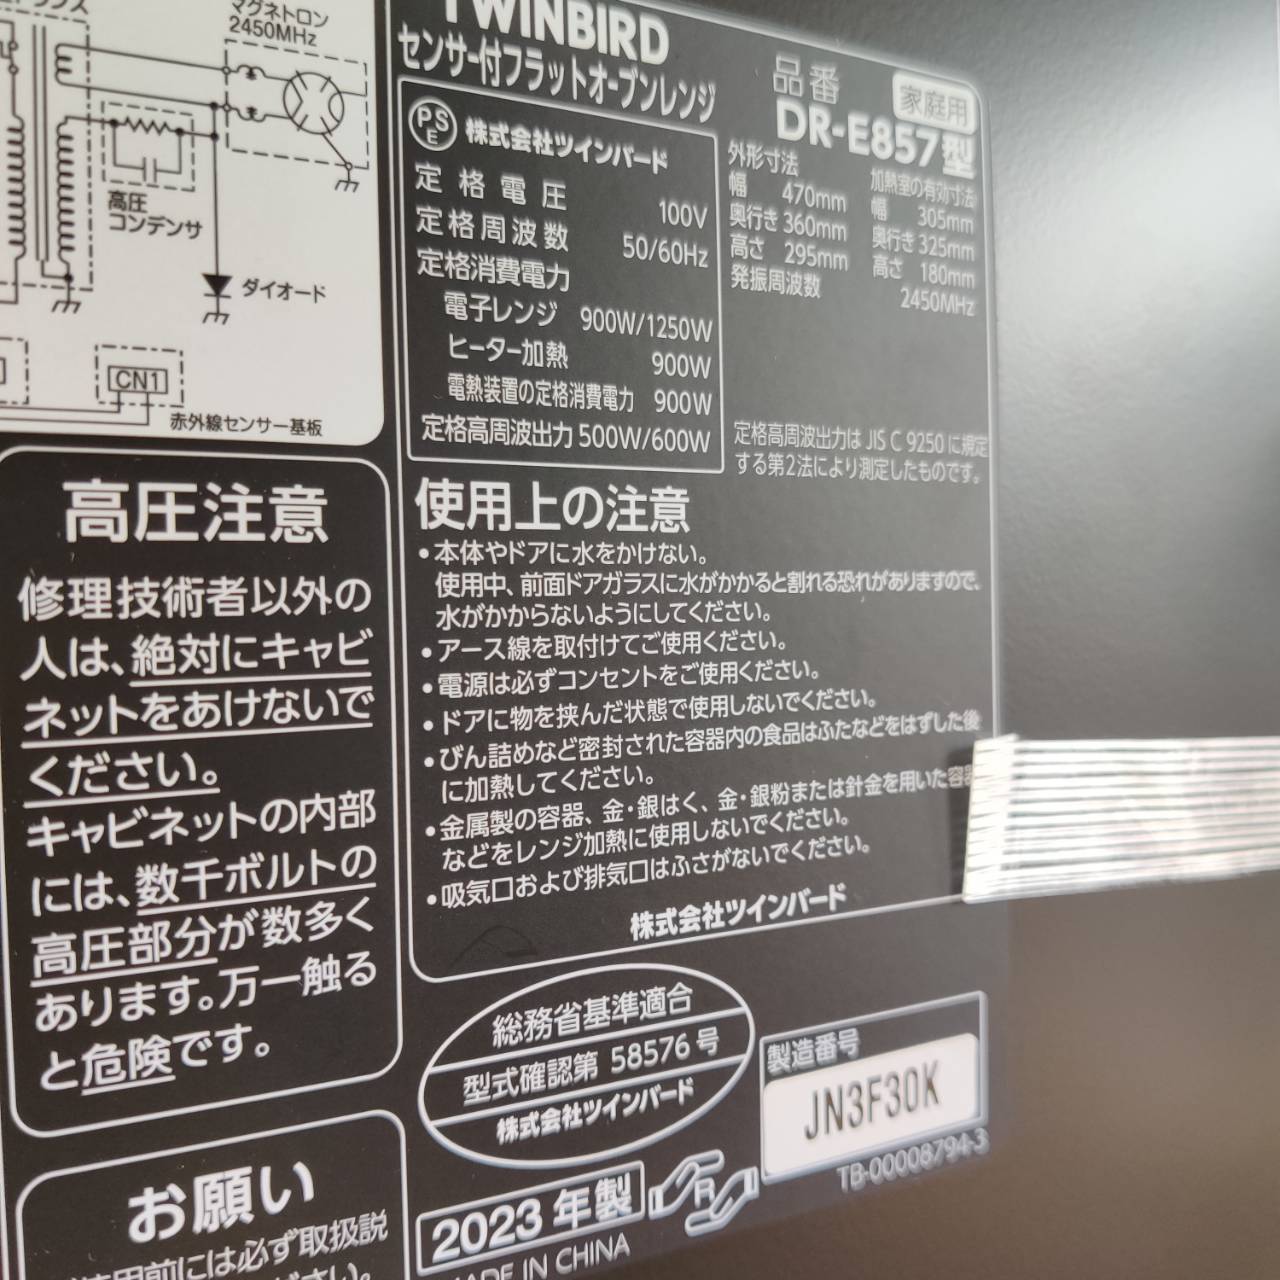 マグネトロン
2450MHz
高圧
コンデンサ
ダイオード
CN1
赤外線センサー基板
高圧注意
修理技術者以外の
人は、絶対にキャビ
ネットをあけないで
ください。
キャビネットの内部
には、数千ボルトの
高圧部分が数多く
あります。万一触る
と危険です。
お願い
には必ず取扱説
TWINBIRD
センサー付フラットオーブンレンジ
品番
家庭用
DR-E857型
PSE 株式会社ツインバード
定格電圧 100V
定格周波数 50/60Hz
定格消費電力
電子レンジ 900W/1250W
ヒーター加熱 900W
電熱装置の定格消費電力 900W
定格高周波出力 500W/600W
外形寸法
幅 470mm
奥行き 360mm
高さ 295mm
加熱室の有効寸法
幅 305mm
奥行き 325mm
高さ 180mm
発振周波数 2450MHz
定格高周波出力は JIS C 9250 に規定
する第2法により測定したものです。
使用上の注意
•本体やドアに水をかけない。
使用中、前面ドアガラスに水がかかると割れる恐れがありますので、
水がかからないようにしてください。
•アース線を取付けてご使用ください。
•電源は必ずコンセントをご使用ください。
•ドアに物を挟んだ状態で使用しないでください。
•びん詰めなど密封された容器内の食品はふたなどをはずした後
に加熱してください。
•金属製の容器、金・銀はく、金・銀粉または針金を用いた容器
などをレンジ加熱に使用しないでください。
•吸気口および排気口はふさがないでください。
株式会社ツインバード
総務省基準適合
型式確認第 58576 号
株式会社ツインバード
製造番号
JN3F30K
TB-00008794-3
2023 年製
MADE IN CHINA